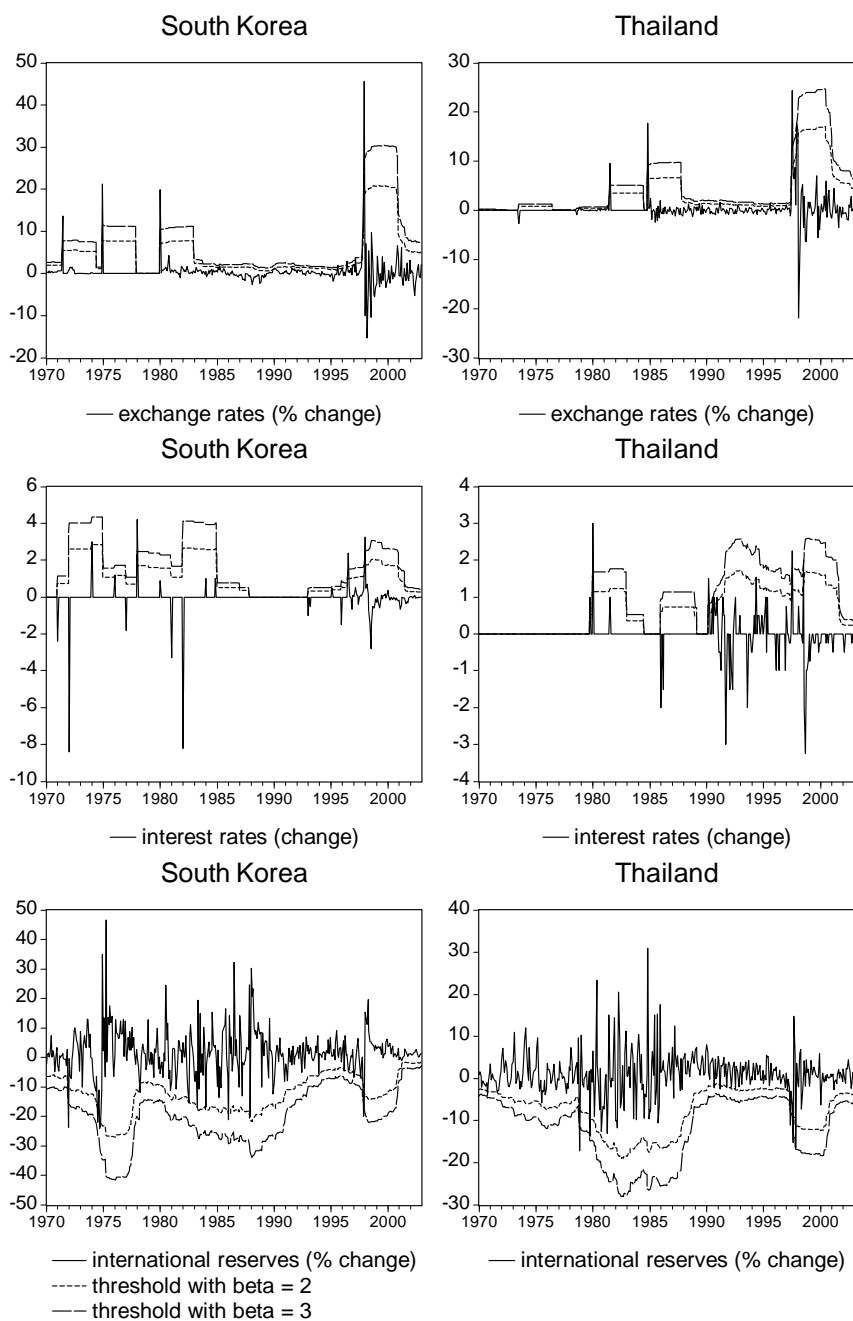 South Korea
50
40
30
20
10
0
-10
-20
1970 1975 1980 1985 1990 1995 2000
exchange rates (% change)
Thailand
30
20
10
0
-10
-20
-30
1970 1975 1980 1985 1990 1995 2000
exchange rates (% change)
South Korea
6
4
2
0
-2
-4
-6
-8
-10
1970 1975 1980 1985 1990 1995 2000
interest rates (change)
Thailand
4
3
2
1
0
-1
-2
-3
-4
1970 1975 1980 1985 1990 1995 2000
interest rates (change)
South Korea
50
40
30
20
10
0
-10
-20
-30
-40
-50
1970 1975 1980 1985 1990 1995 2000
international reserves (% change)
threshold with beta = 2
threshold with beta = 3
Thailand
40
30
20
10
0
-10
-20
-30
1970 1975 1980 1985 1990 1995 2000
international reserves (% change)